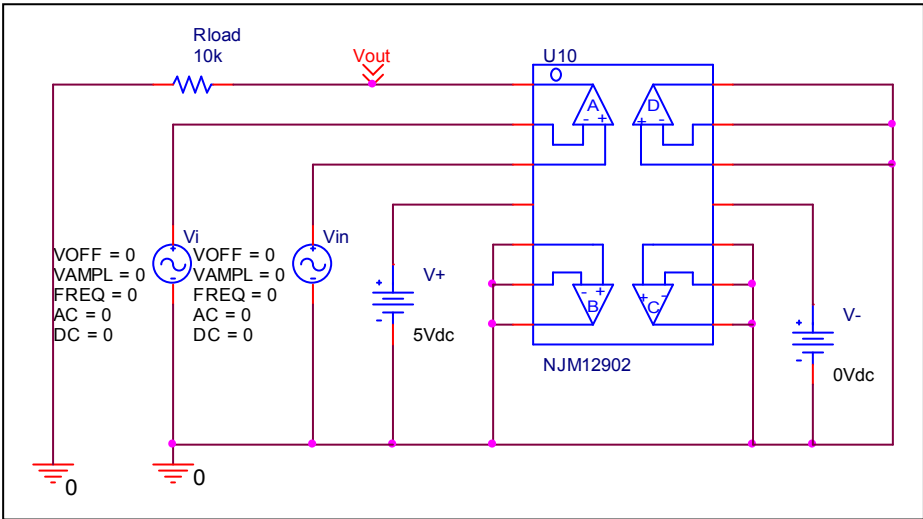 Rload
10k
Vout
U10
A
D
- +
+ -
Vi
VOFF = 0
VAMPL = 0
FREQ = 0
AC = 0
DC = 0
Vin
VOFF = 0
VAMPL = 0
FREQ = 0
AC = 0
DC = 0
V+
5Vdc
- +
+ -
B
C
NJM12902
V-
0Vdc
0
0